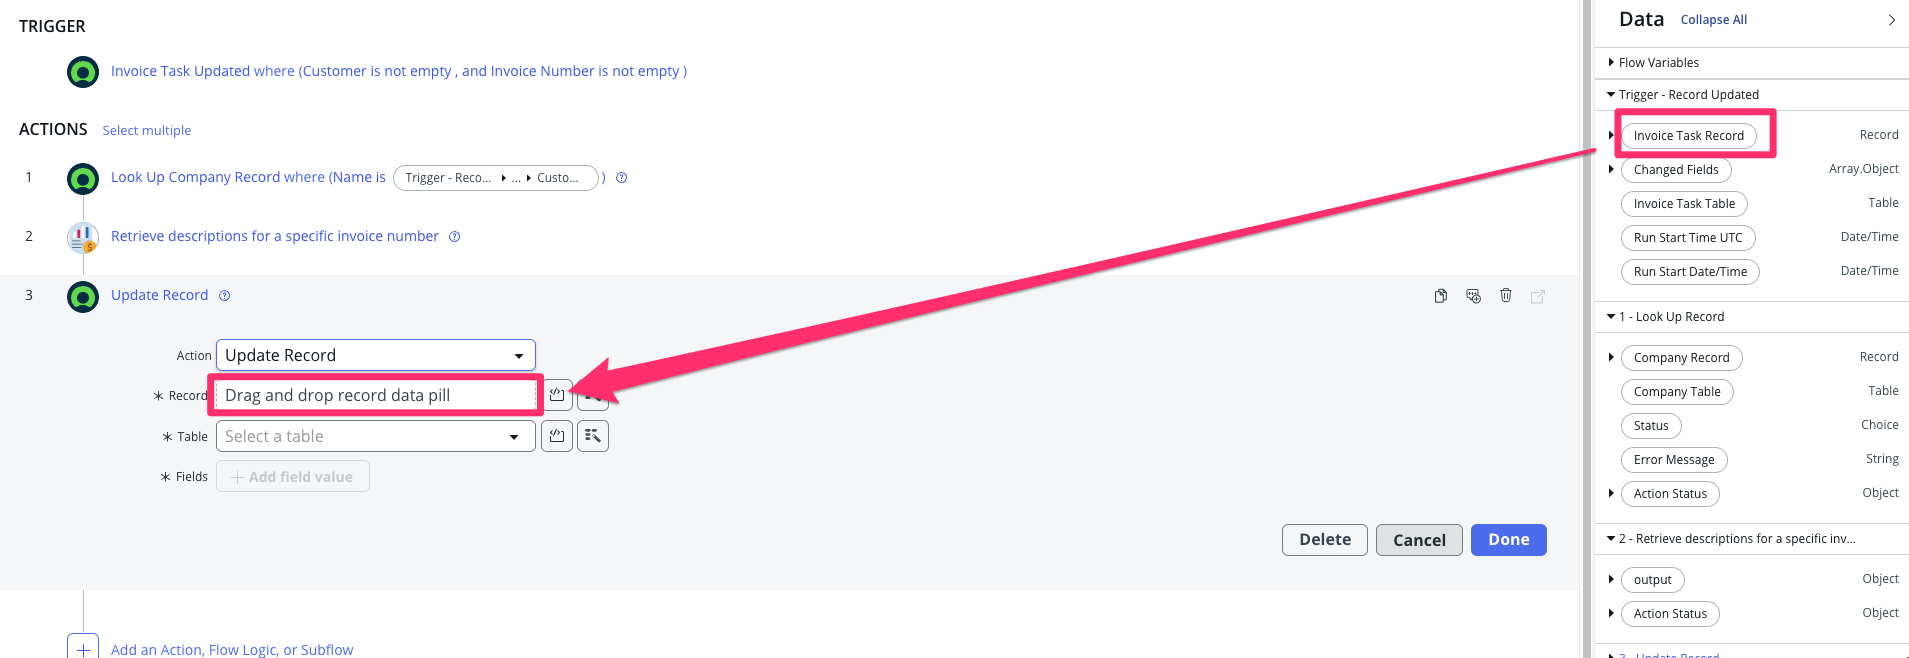 TRIGGER
Invoice Task Updated where (Customer is not empty , and Invoice Number is not empty )
ACTIONS Select multiple
1 Look Up Company Record where (Name is Trigger - Reco... ... Custo... )
2 Retrieve descriptions for a specific invoice number
3 Update Record
Action Update Record
* Record Drag and drop record data pill
* Table Select a table
* Fields + Add field value
Delete Cancel Done
+ Add an Action, Flow Logic, or Subflow
Data Collapse All
Flow Variables
Trigger - Record Updated
Invoice Task Record Record
Changed Fields Array.Object
Invoice Task Table Table
Run Start Time UTC Date/Time
Run Start Date/Time Date/Time
1 - Look Up Record
Company Record Record
Company Table Table
Status Choice
Error Message String
Action Status Object
2 - Retrieve descriptions for a specific inv...
output Object
Action Status Object
3 - Update Record